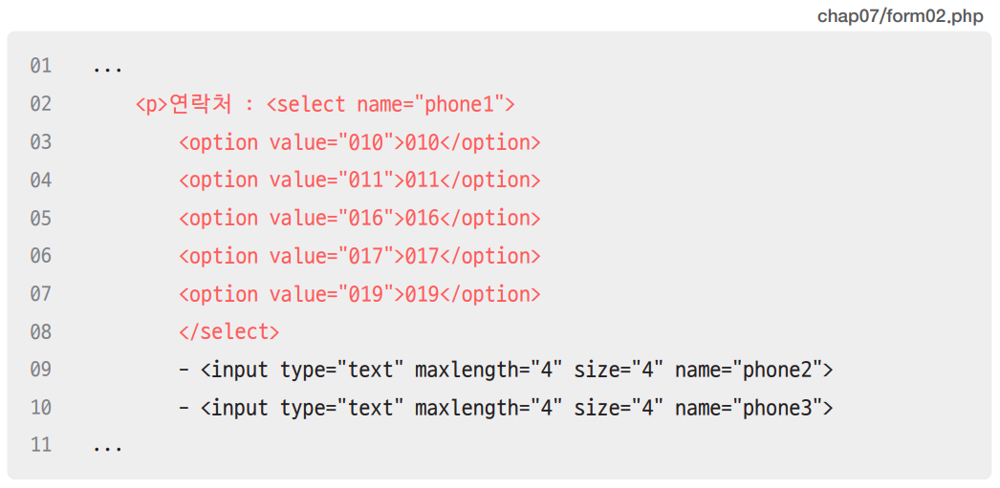 chap07/form02.php
01 ...
02 <p>연락처 : <select name="phone1">
03 <option value="010">010</option>
04 <option value="011">011</option>
05 <option value="016">016</option>
06 <option value="017">017</option>
07 <option value="019">019</option>
08 </select>
09 - <input type="text" maxlength="4" size="4" name="phone2">
10 - <input type="text" maxlength="4" size="4" name="phone3">
11 ...